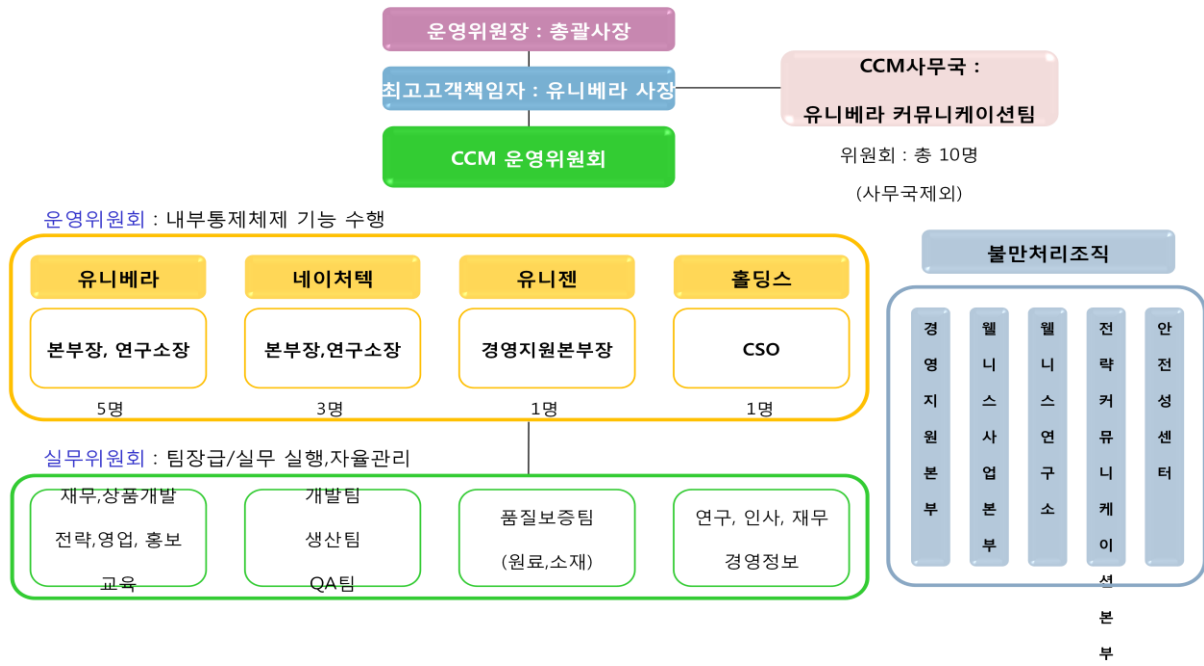 운영위원장 : 총괄사장
최고고객책임자 : 유니베라 사장
CCM사무국 :
유니베라 커뮤니케이션팀
CCM 운영위원회
위원회 : 총 10명
(사무국제외)
운영위원회 : 내부통제체제 기능 수행
유니베라
네이처텍
유니젠
홀딩스
본부장, 연구소장
본부장,연구소장
경영지원본부장
CSO
5명
3명
1명
1명
실무위원회 : 팀장급/실무 실행,자율관리
재무,상품개발
전략,영업, 홍보
교육
개발팀
생산팀
QA팀
품질보증팀
(원료,소재)
연구, 인사, 재무
경영정보
불만처리조직
경영지원본부
웰니스사업본부
웰니스연구소
전략커뮤니케이션본부
안전성센터